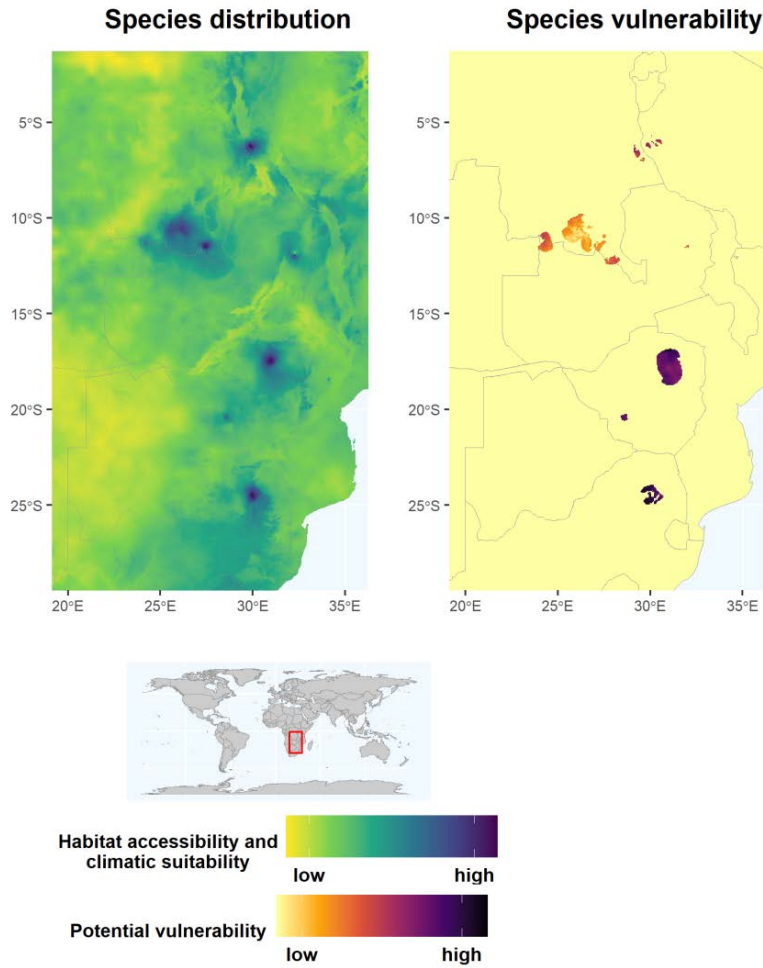 Species distribution
Species vulnerability
5°S
10°S
15°S
20°S
25°S
20°E
25°E
30°E
35°E
5°S
10°S
15°S
20°S
25°S
20°E
25°E
30°E
35°E
Habitat accessibility and
climatic suitability
low
high
Potential vulnerability
low
high